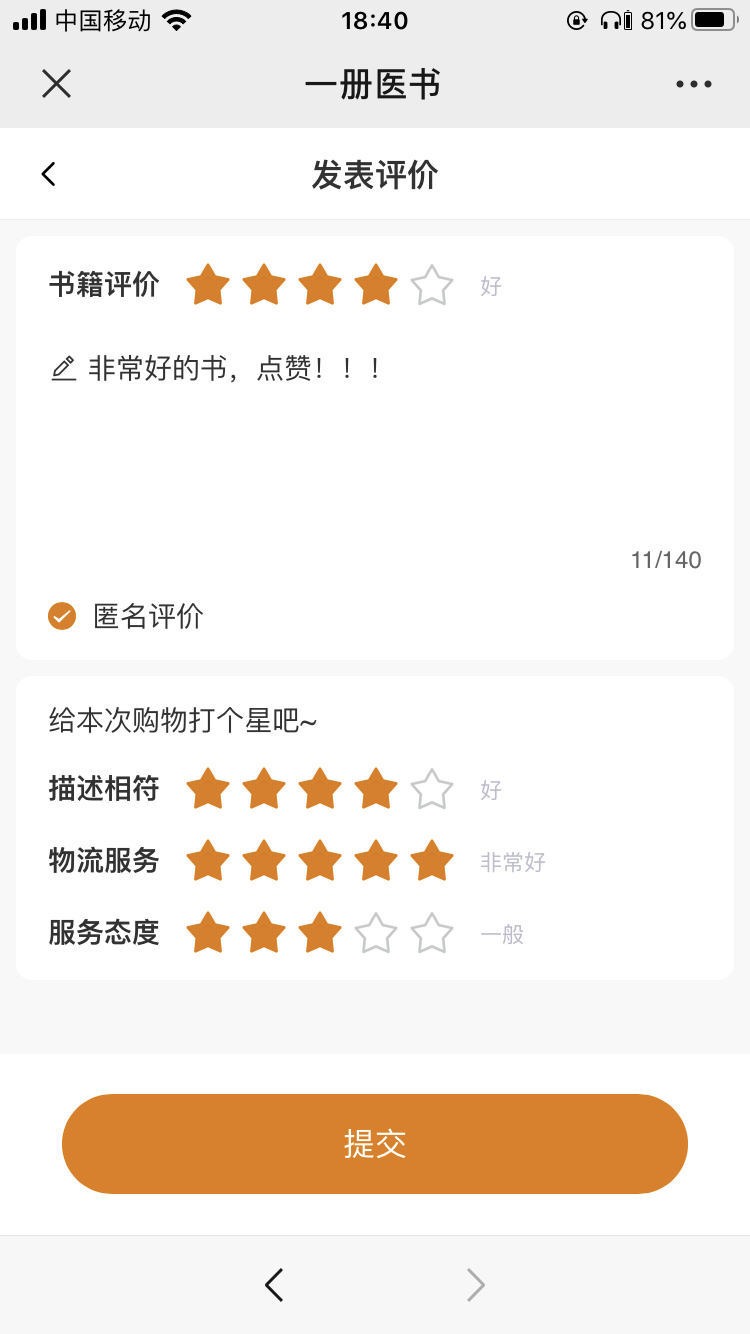 中国移动 18:40 81%
一册医书
发表评价
书籍评价 好
非常好的书，点赞！！！
11/140
匿名评价
给本次购物打个星吧~
描述相符 好
物流服务 非常好
服务态度 一般
提交